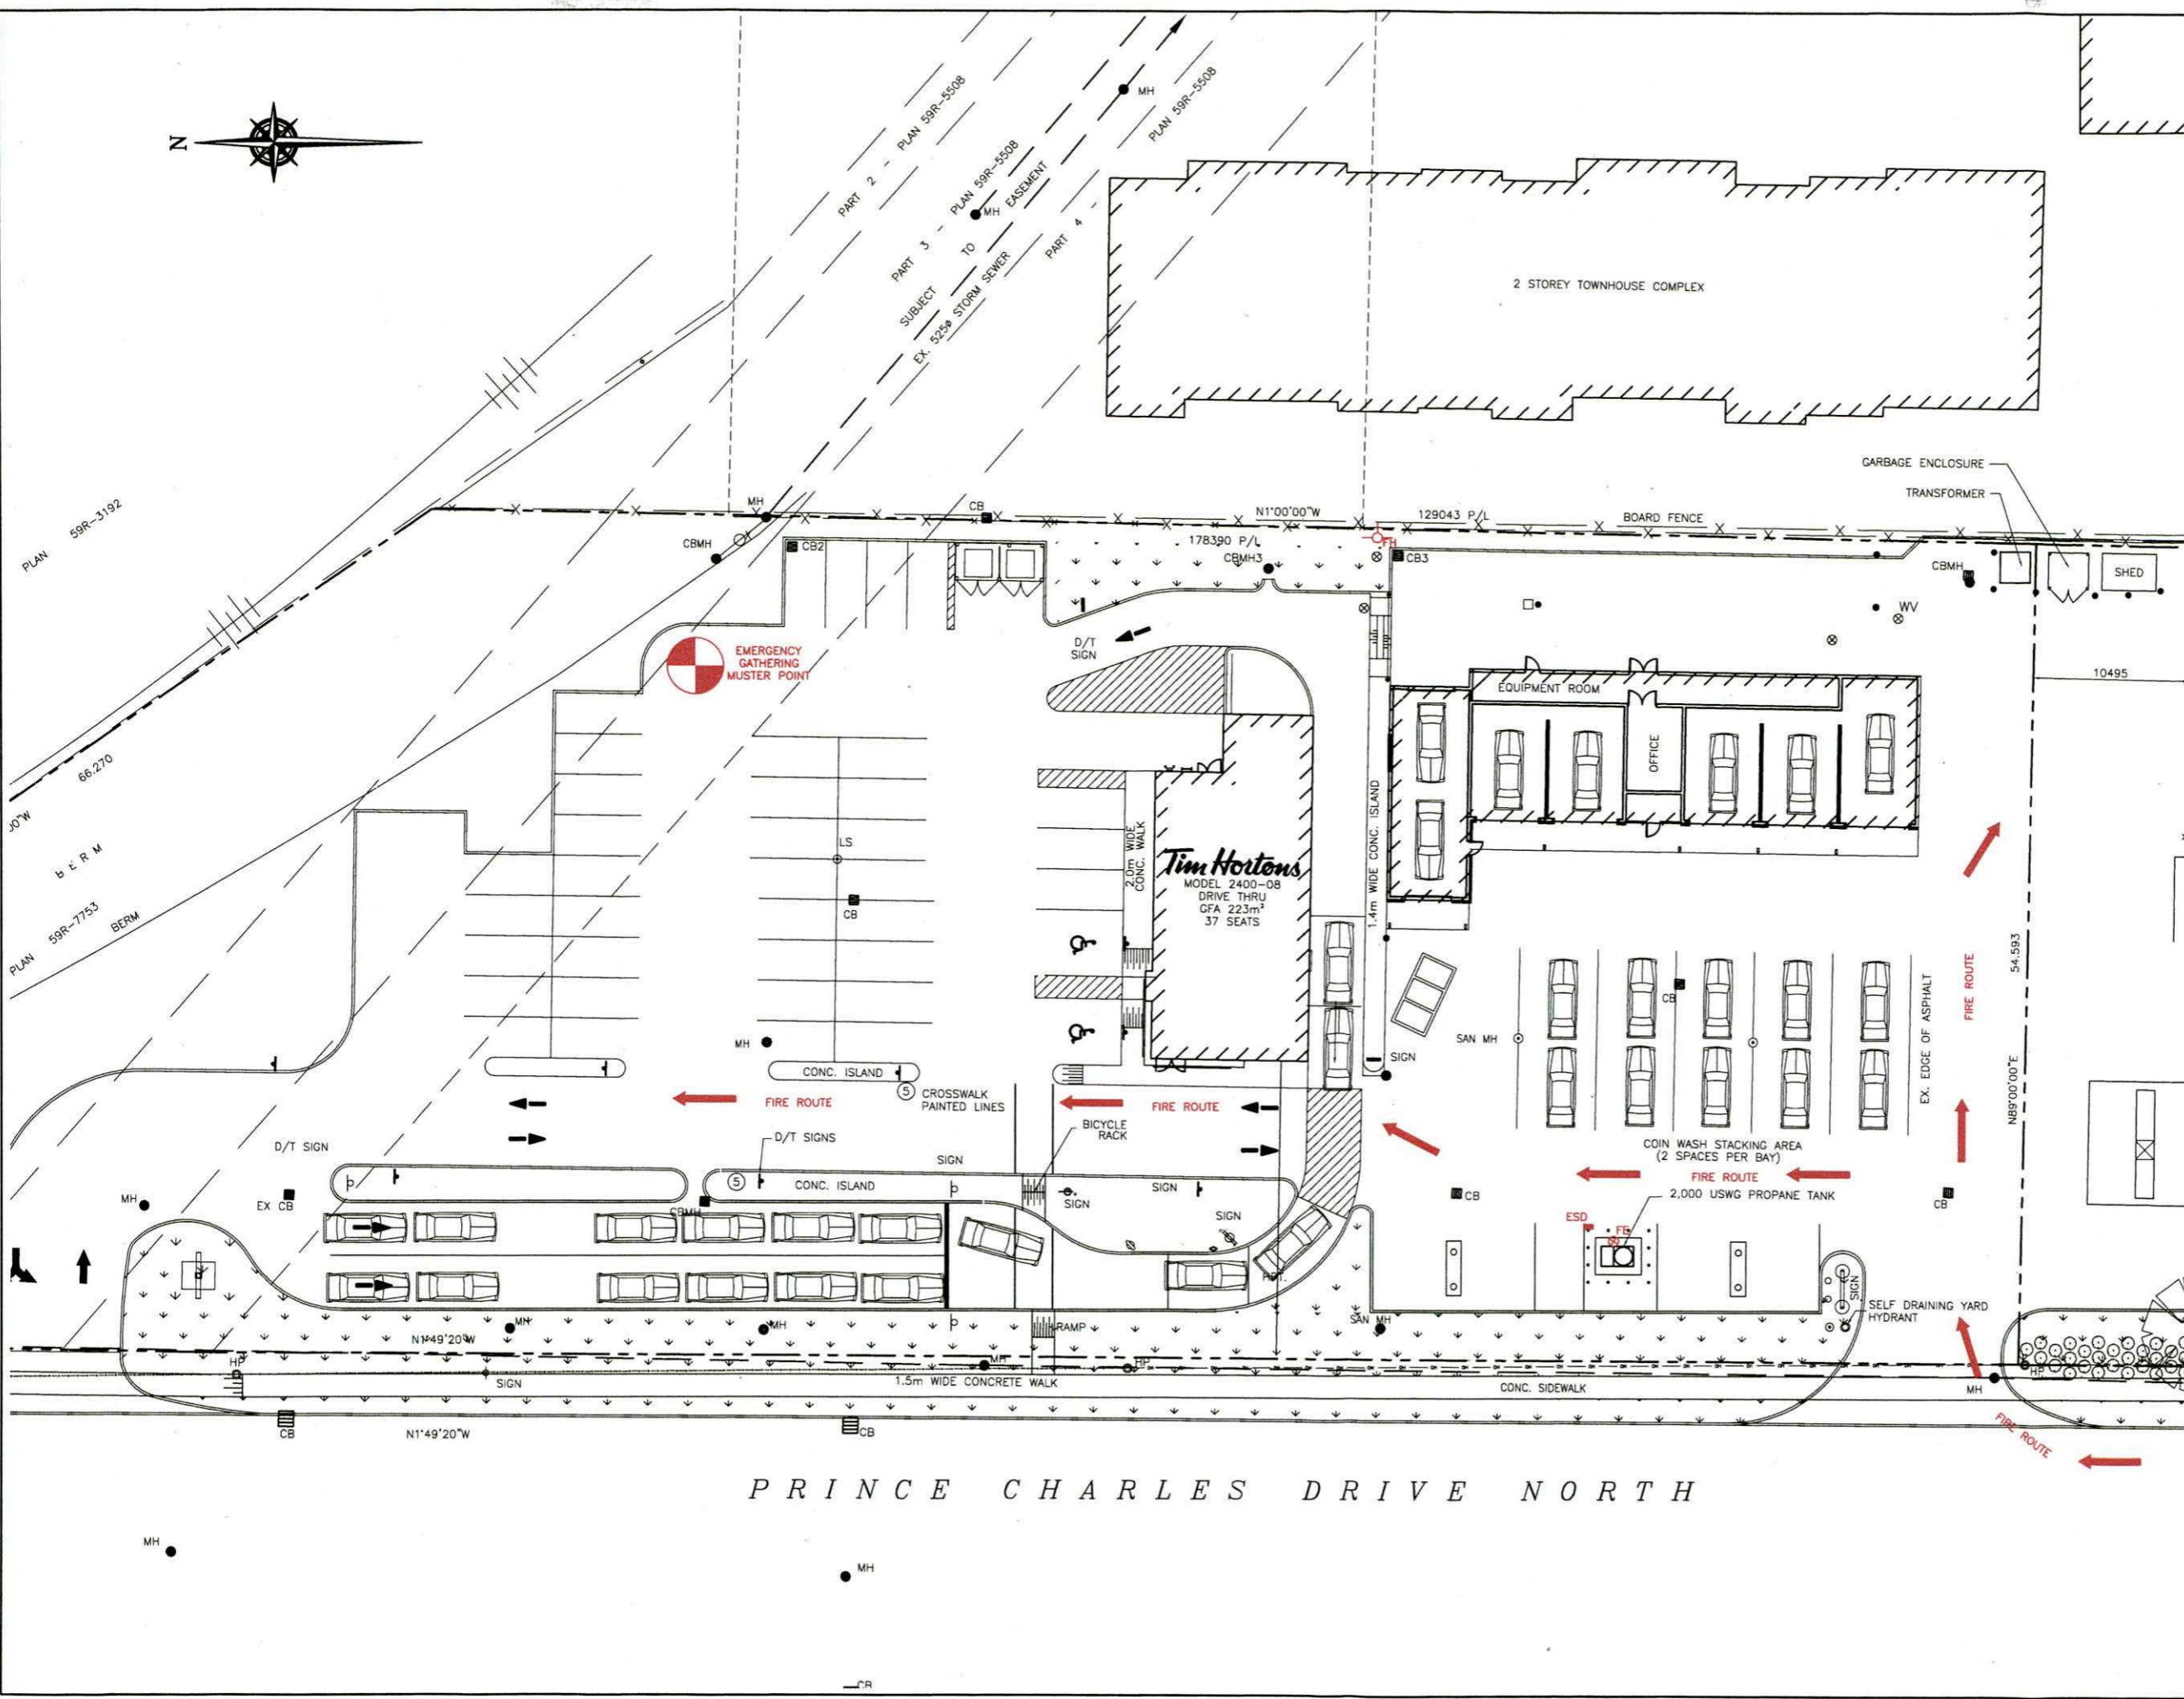 N
PART 2 - PLAN 59R-5508
PART 3 - PLAN 59R-5508
SUBJECT TO EASEMENT
EX. 525ø STORM SEWER
PART 4 - PLAN 59R-5508
MH
MH
2 STOREY TOWNHOUSE COMPLEX
GARBAGE ENCLOSURE
TRANSFORMER
PLAN 59R-3192
MH
CB
N1°00'00"W
129043 P/L
BOARD FENCE
178390 P/L
FH
CBMH
CB2
CBMH3
CB3
CBMH
SHED
WV
EMERGENCY
GATHERING
MUSTER POINT
D/T
SIGN
10495
EQUIPMENT ROOM
OFFICE
66.270
BERM
PLAN 59R-7753
BERM
LS
CB
2.0m WIDE
CONC. WALK
Tim Hortons
MODEL 2400-08
DRIVE THRU
GFA 223m²
37 SEATS
1.4m WIDE CONC. ISLAND
54.593
N89°00'00"E
FIRE ROUTE
EX. EDGE OF ASPHALT
CB
SAN MH
MH
SIGN
CONC. ISLAND
5
CROSSWALK
PAINTED LINES
FIRE ROUTE
FIRE ROUTE
BICYCLE
RACK
D/T SIGN
D/T SIGNS
SIGN
COIN WASH STACKING AREA
(2 SPACES PER BAY)
FIRE ROUTE
2,000 USWG PROPANE TANK
MH
EX CB
CBMH
5
CONC. ISLAND
SIGN
SIGN
SIGN
CB
CB
ESD
FE
SIGN
SELF DRAINING YARD
HYDRANT
N1°49'20"W
MH
MH
RAMP
SAN MH
HP
SIGN
MH
HP
1.5m WIDE CONCRETE WALK
CONC. SIDEWALK
MH
HP
FIRE ROUTE
CB
N1°49'20"W
CB
PRINCE CHARLES DRIVE NORTH
MH
MH
CB